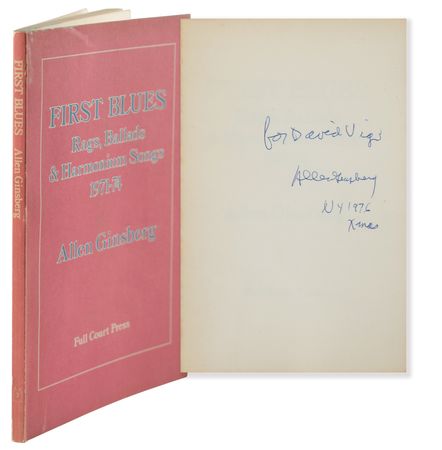 FIRST BLUES
Allen Ginsberg
FIRST BLUES
Rags, Ballads
& Harmonium Songs
1971-74
Allen Ginsberg
Full Court Press
for David Vigi
Allen Ginsberg
NY 1976
Xmas